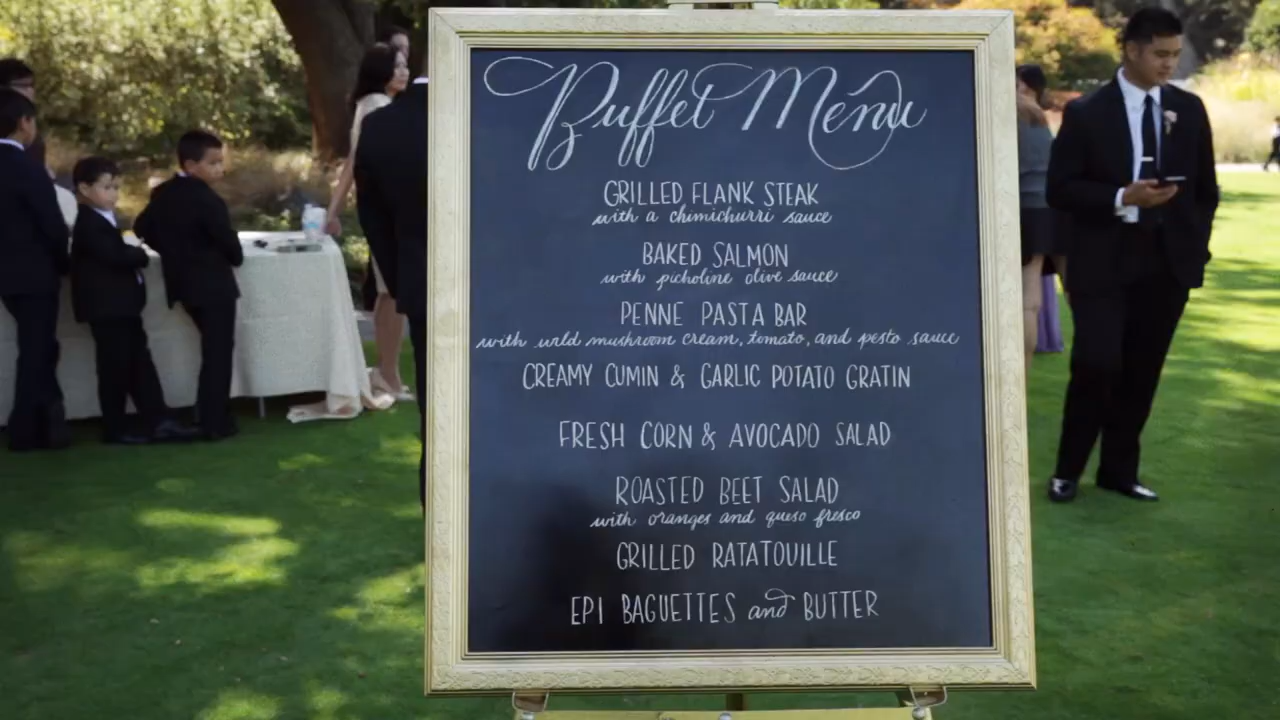 Buffet Menu
GRILLED FLANK STEAK
with a chimichurri sauce
BAKED SALMON
with picholine olive sauce
PENNE PASTA BAR
with wild mushroom cream, tomato, and pesto sauce
CREAMY CUMIN & GARLIC POTATO GRATIN
FRESH CORN & AVOCADO SALAD
ROASTED BEET SALAD
with oranges and queso fresco
GRILLED RATATOUILLE
EPI BAGUETTES and BUTTER